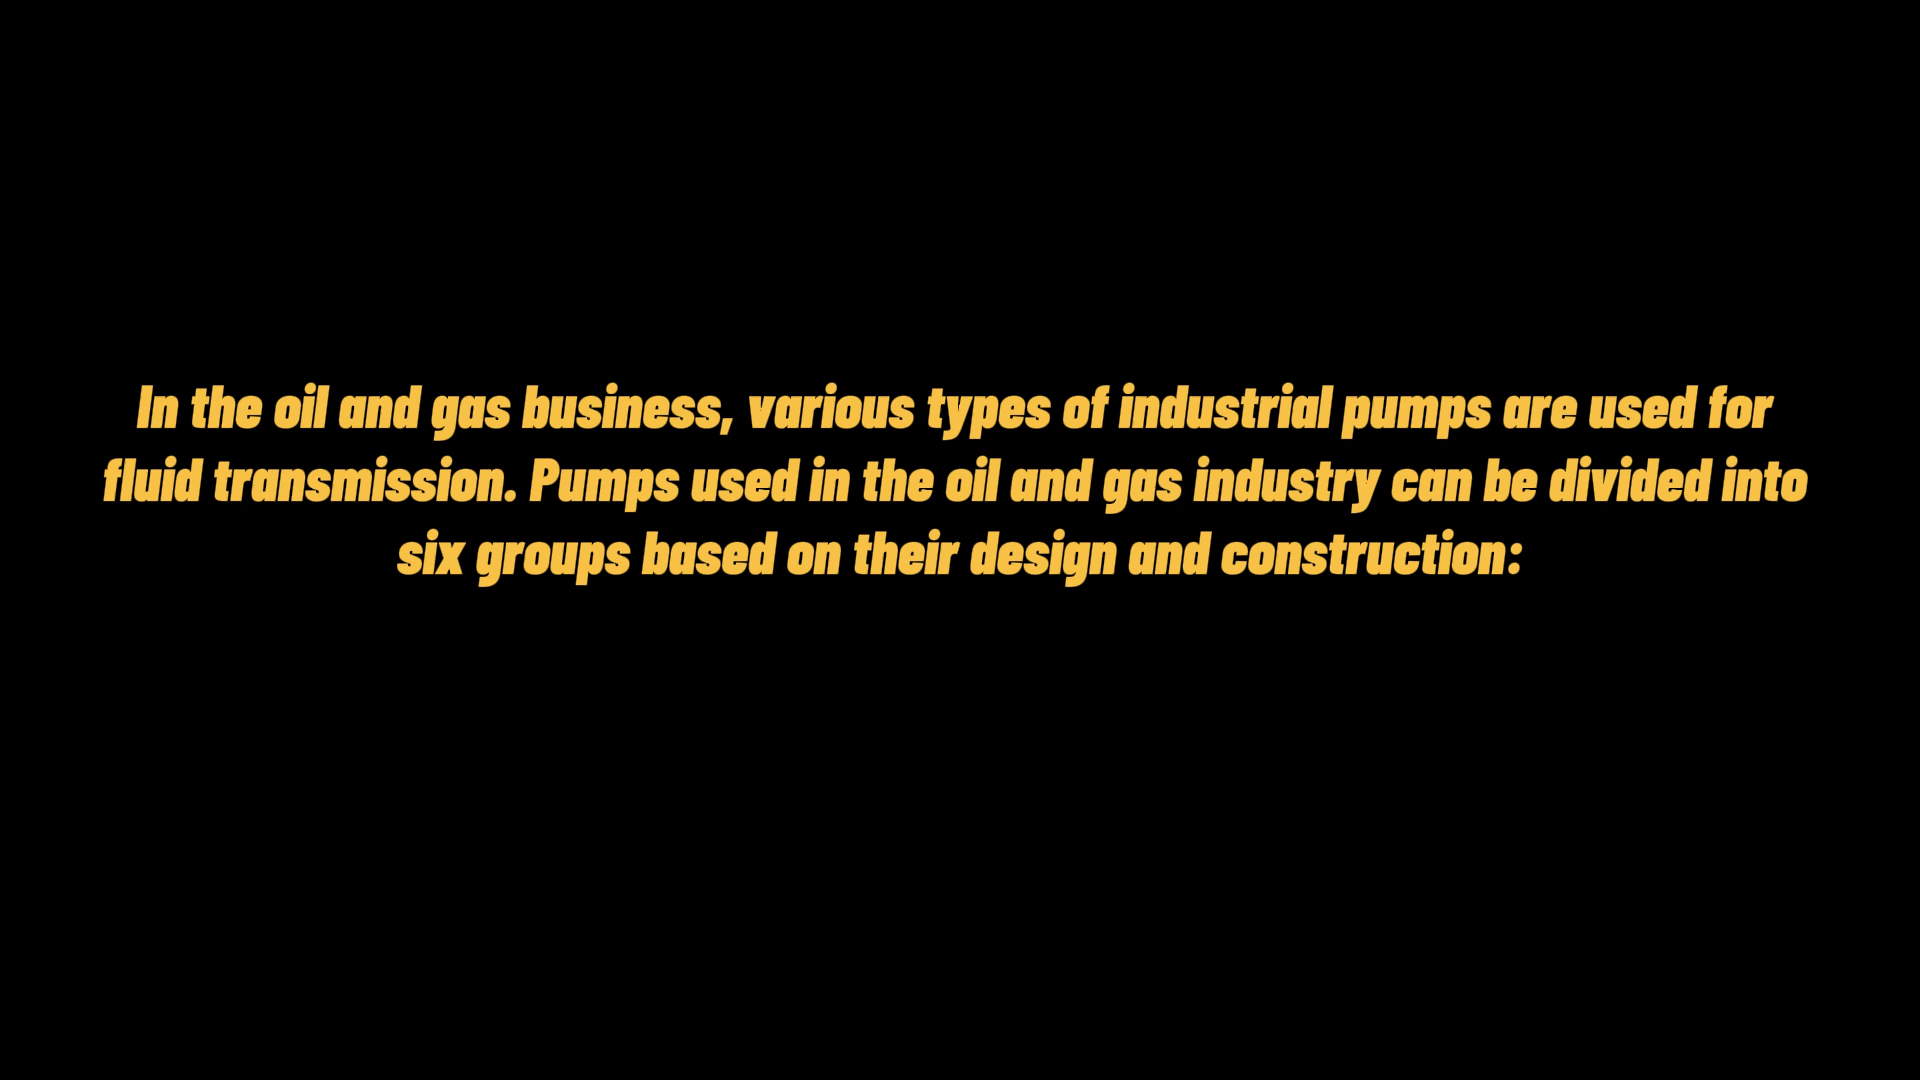 In the oil and gas business, various types of industrial pumps are used for
fluid transmission. Pumps used in the oil and gas industry can be divided into
six groups based on their design and construction: